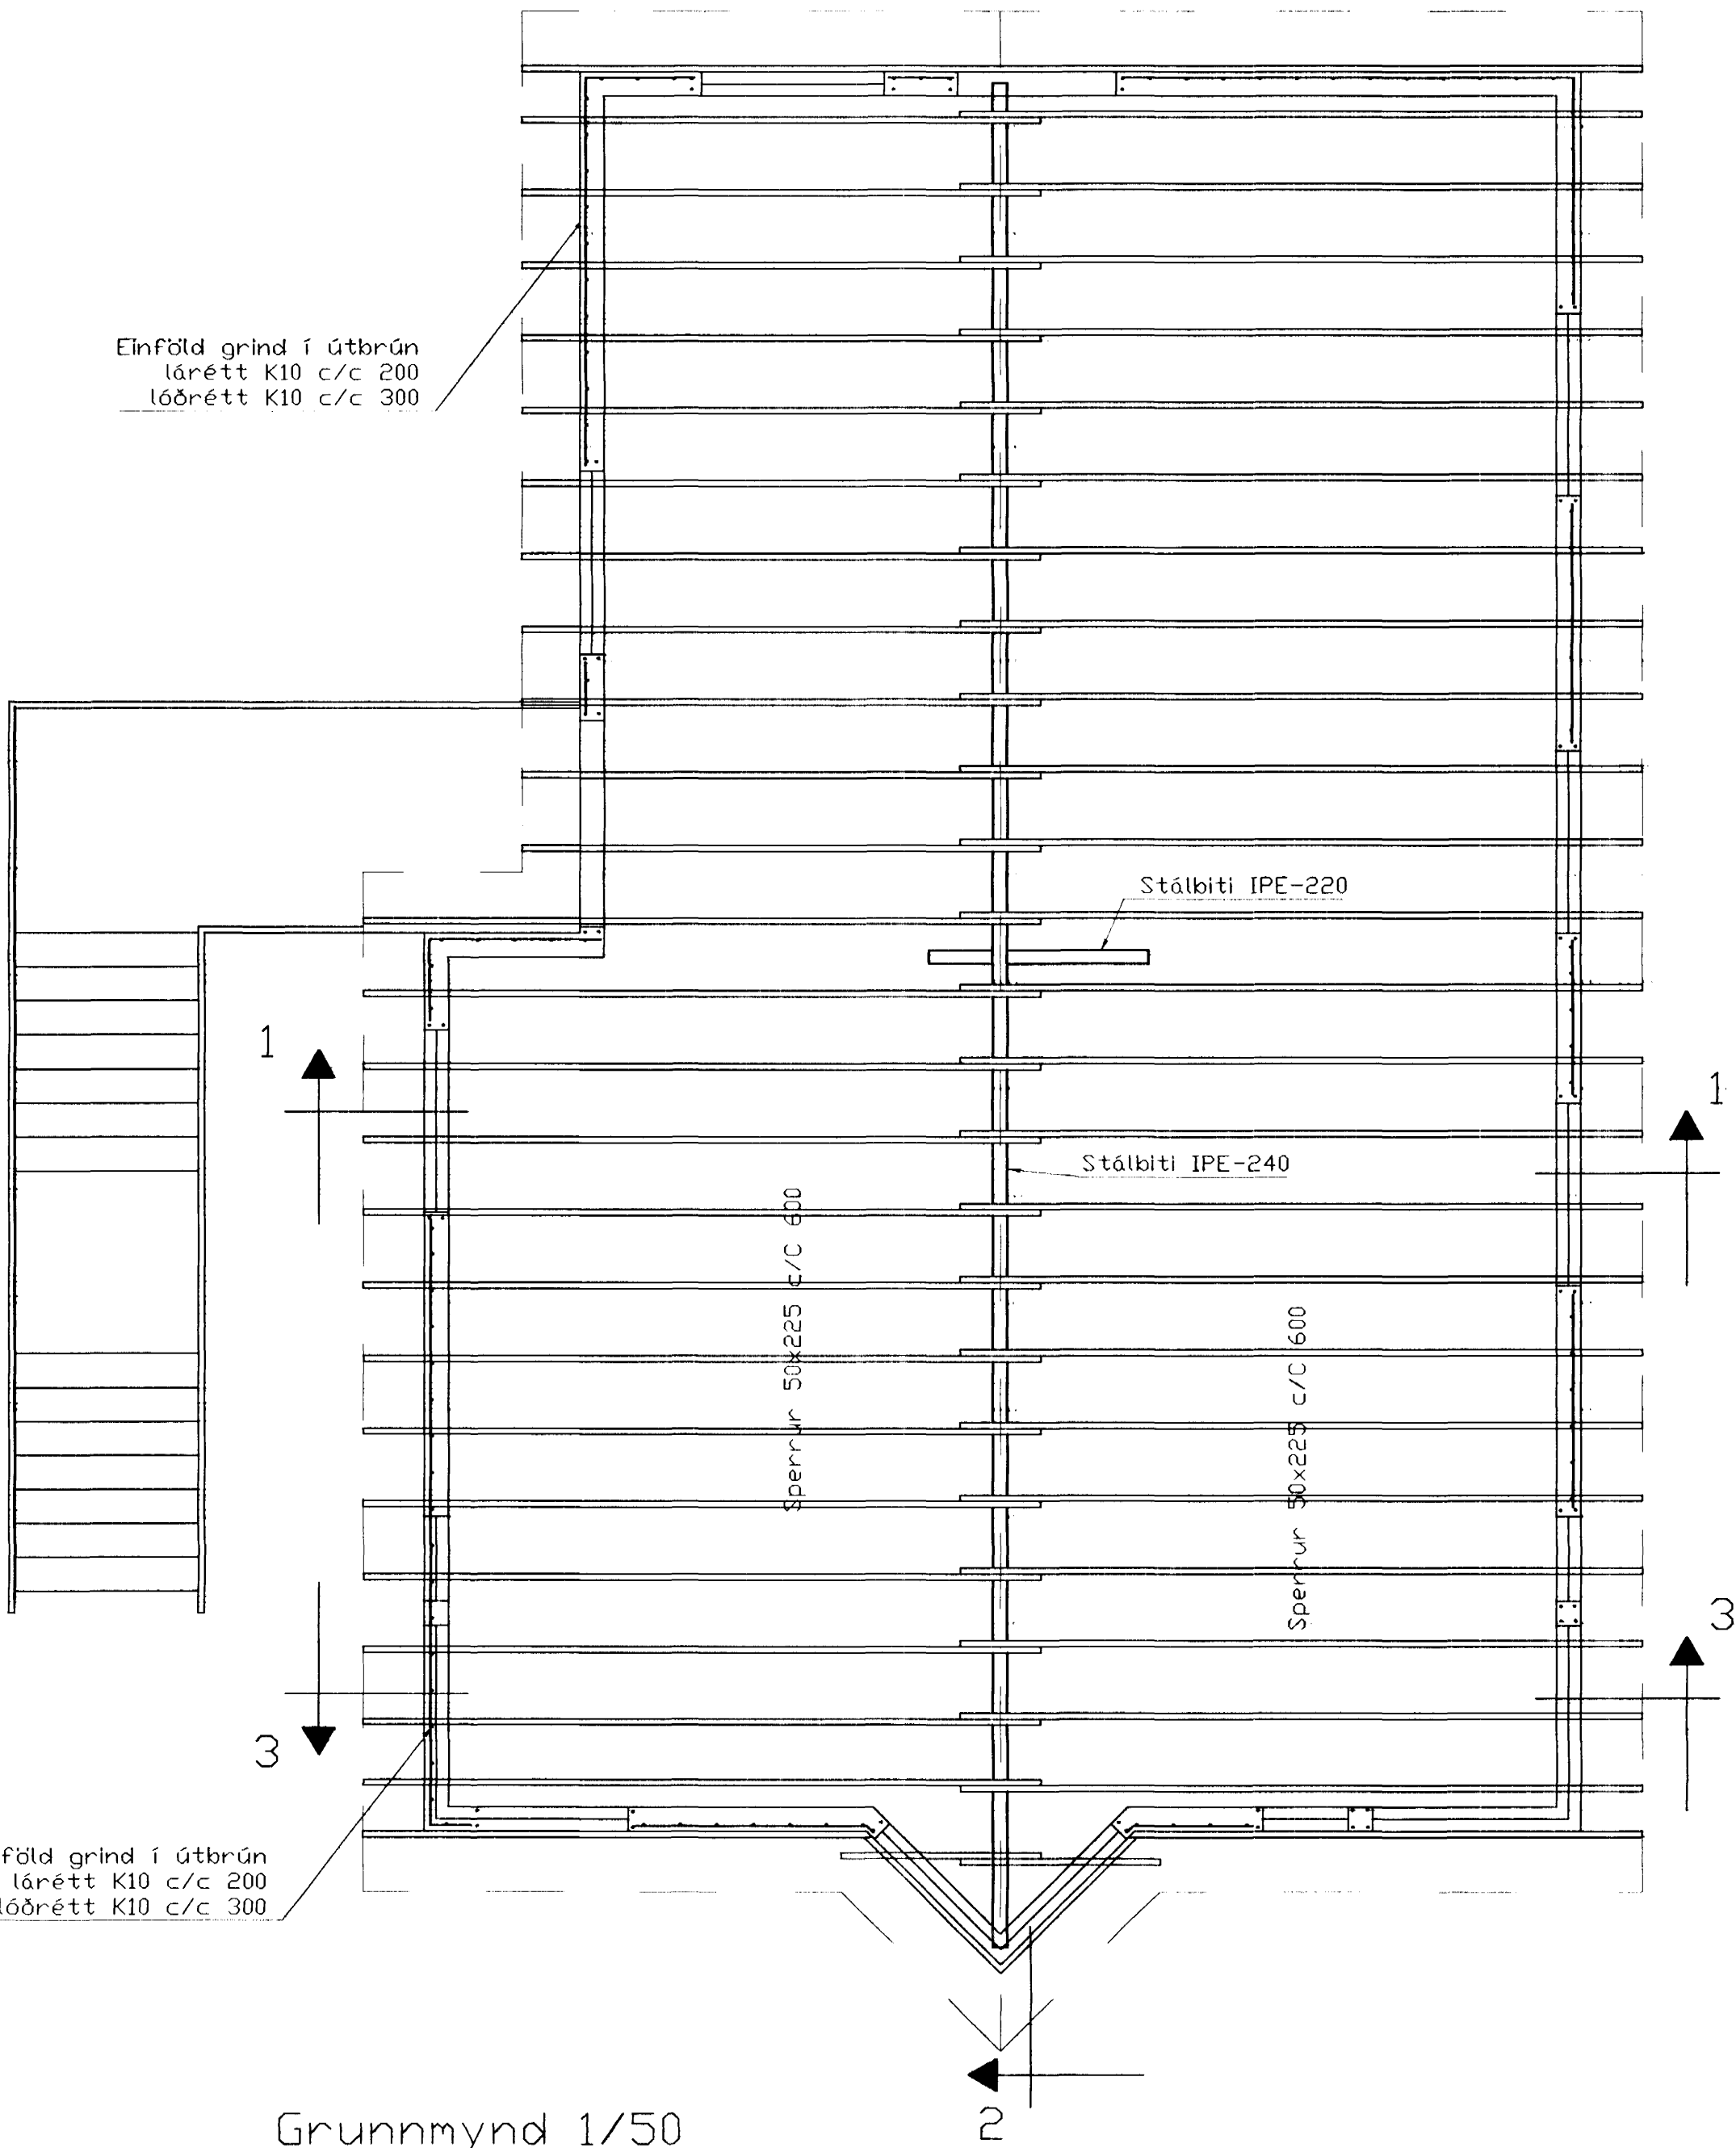 Einföld grind í útbrún
lárétt K10 c/c 200
lóðrétt K10 c/c 300
Stálbiti IPE-220
1
1
Stálbiti IPE-240
Sperrur 50x225 c/C 600
Sperrur 50x225 c/C 600
3
3
föld grind í útbrún
lárétt K10 c/c 200
lóðrétt K10 c/c 300
2
Grunnmynd 1/50